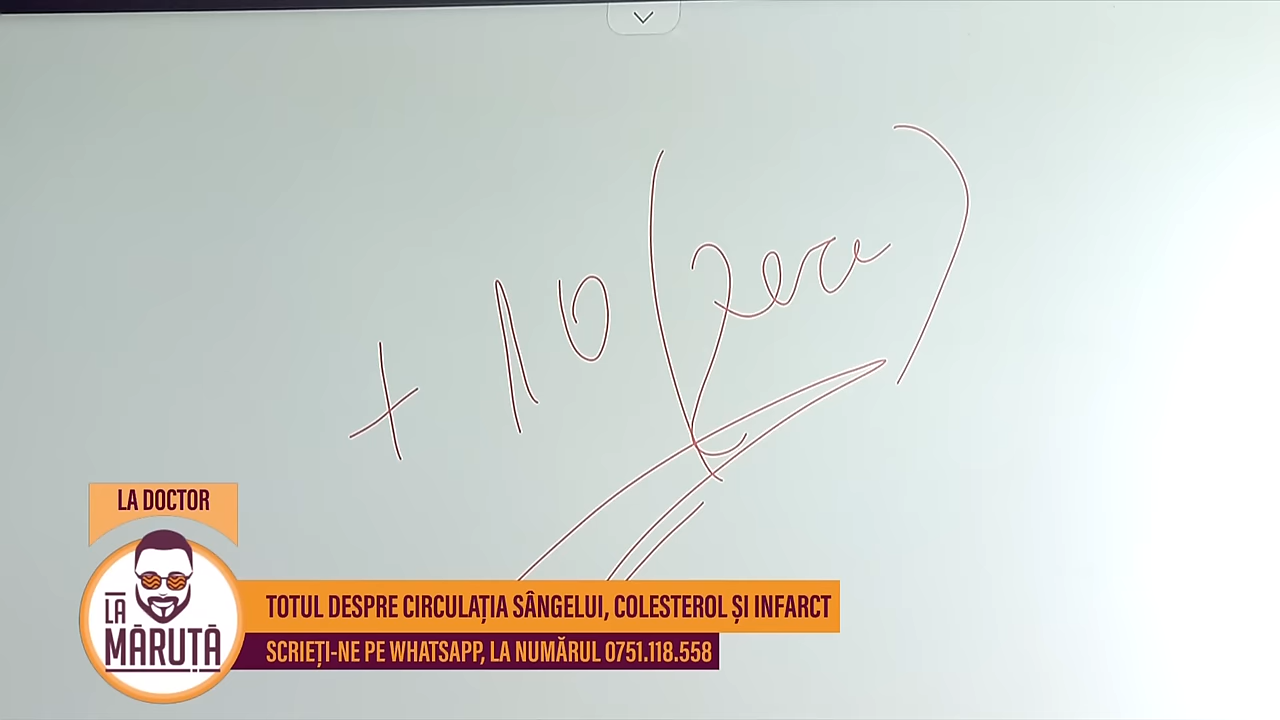 + 10 (zece)
LA DOCTOR
LA
MĂRUȚĂ
TOTUL DESPRE CIRCULAȚIA SÂNGELUI, COLESTEROL ȘI INFARCT
SCRIEȚI-NE PE WHATSAPP, LA NUMĂRUL 0751.118.558